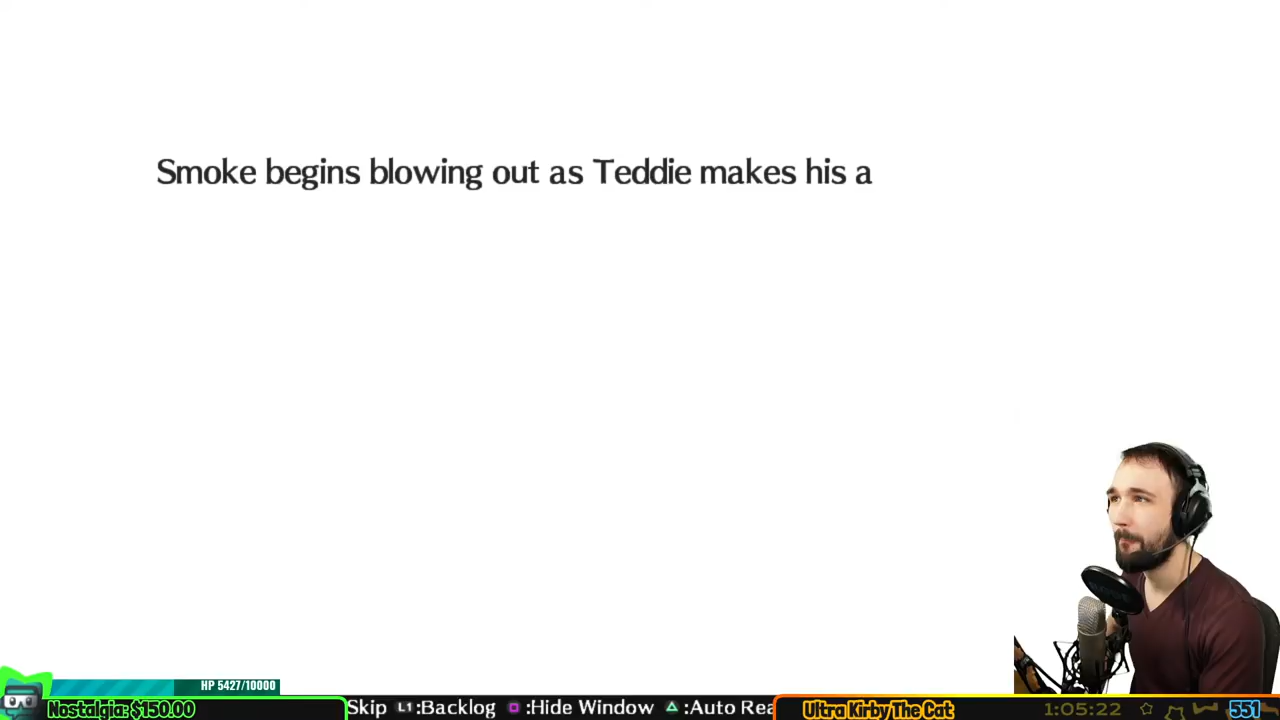 Smoke begins blowing out as Teddie makes his a
HP 5427/10000
Nostalgia: $150.00
Skip L1:Backlog :Hide Window :Auto Rea
Ultra Kirby The Cat
1:05:22
551